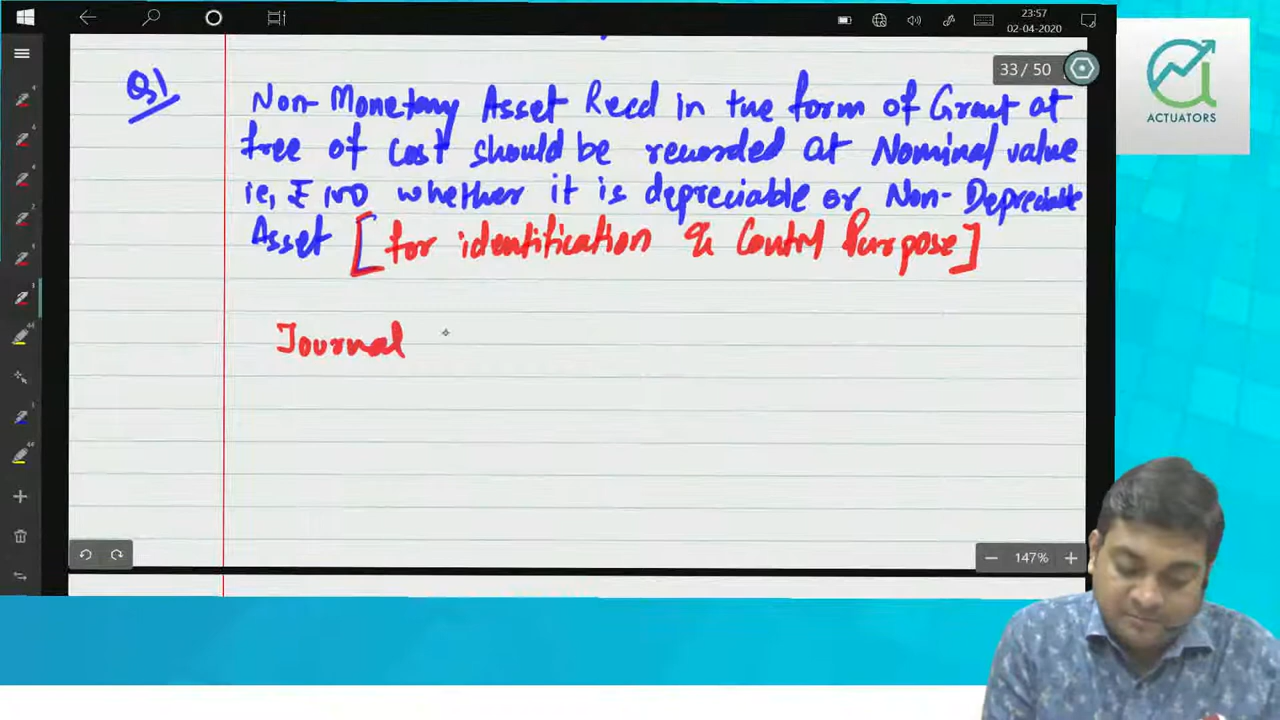 23:57
02-04-2020
33 / 50
ACTUATORS
Q1
Non-Monetary Asset Recd in the form of Grant at
free of cost should be recorded at Nominal value
ie, ₹ whether it is depreciable or Non-Depreciable
Asset [for identification & Control Purpose]
Journal
147%